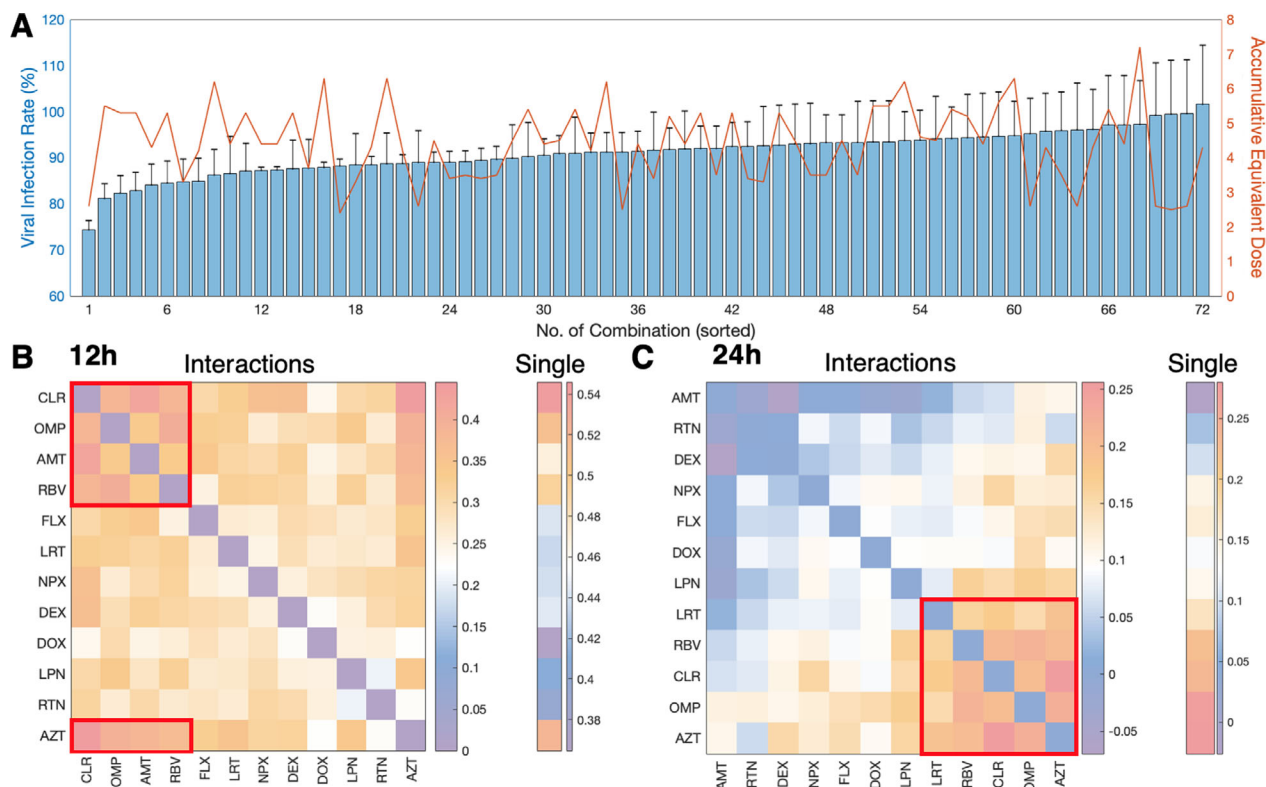 A
Viral Infection Rate (%)
120
110
100
90
80
70
60
8
7
6
5
4
3
2
1
0
Accumulative Equivalent Dose
1 6 12 18 24 30 36 42 48 54 60 66 72
No. of Combination (sorted)
B 12h Interactions Single
CLR
OMP
AMT
RBV
FLX
LRT
NPX
DEX
DOX
LPN
RTN
AZT
CLR OMP AMT RBV FLX LRT NPX DEX DOX LPN RTN AZT
0.4
0.35
0.3
0.25
0.2
0.15
0.1
0.05
0
0.54
0.52
0.5
0.48
0.46
0.44
0.42
0.4
0.38
C 24h Interactions Single
AMT
RTN
DEX
NPX
FLX
DOX
LPN
LRT
RBV
CLR
OMP
AZT
AMT RTN DEX NPX FLX DOX LPN LRT RBV CLR OMP AZT
0.25
0.2
0.15
0.1
0.05
0
-0.05
0.25
0.2
0.15
0.1
0.05
0